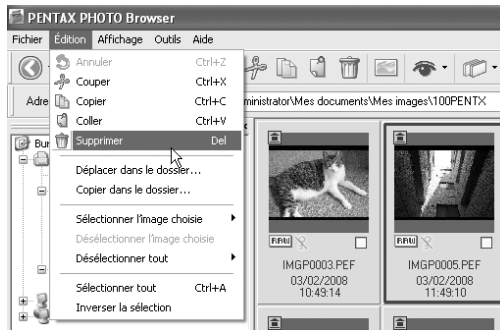 PENTAX PHOTO Browser
Fichier Édition Affichage Outils Aide
Annuler Ctrl+Z
Couper Ctrl+X
Copier Ctrl+C
Coller Ctrl+V
Supprimer Del
Déplacer dans le dossier...
Copier dans le dossier...
Sélectionner l'image choisie
Désélectionner l'image choisie
Désélectionner tout
Sélectionner tout Ctrl+A
Inverser la sélection
Adre
ministrator\Mes documents\Mes images\100PENTX
Bur
RAW
IMGP0003.PEF
03/02/2008
10:49:14
RAW
IMGP0005.PEF
03/02/2008
11:49:10